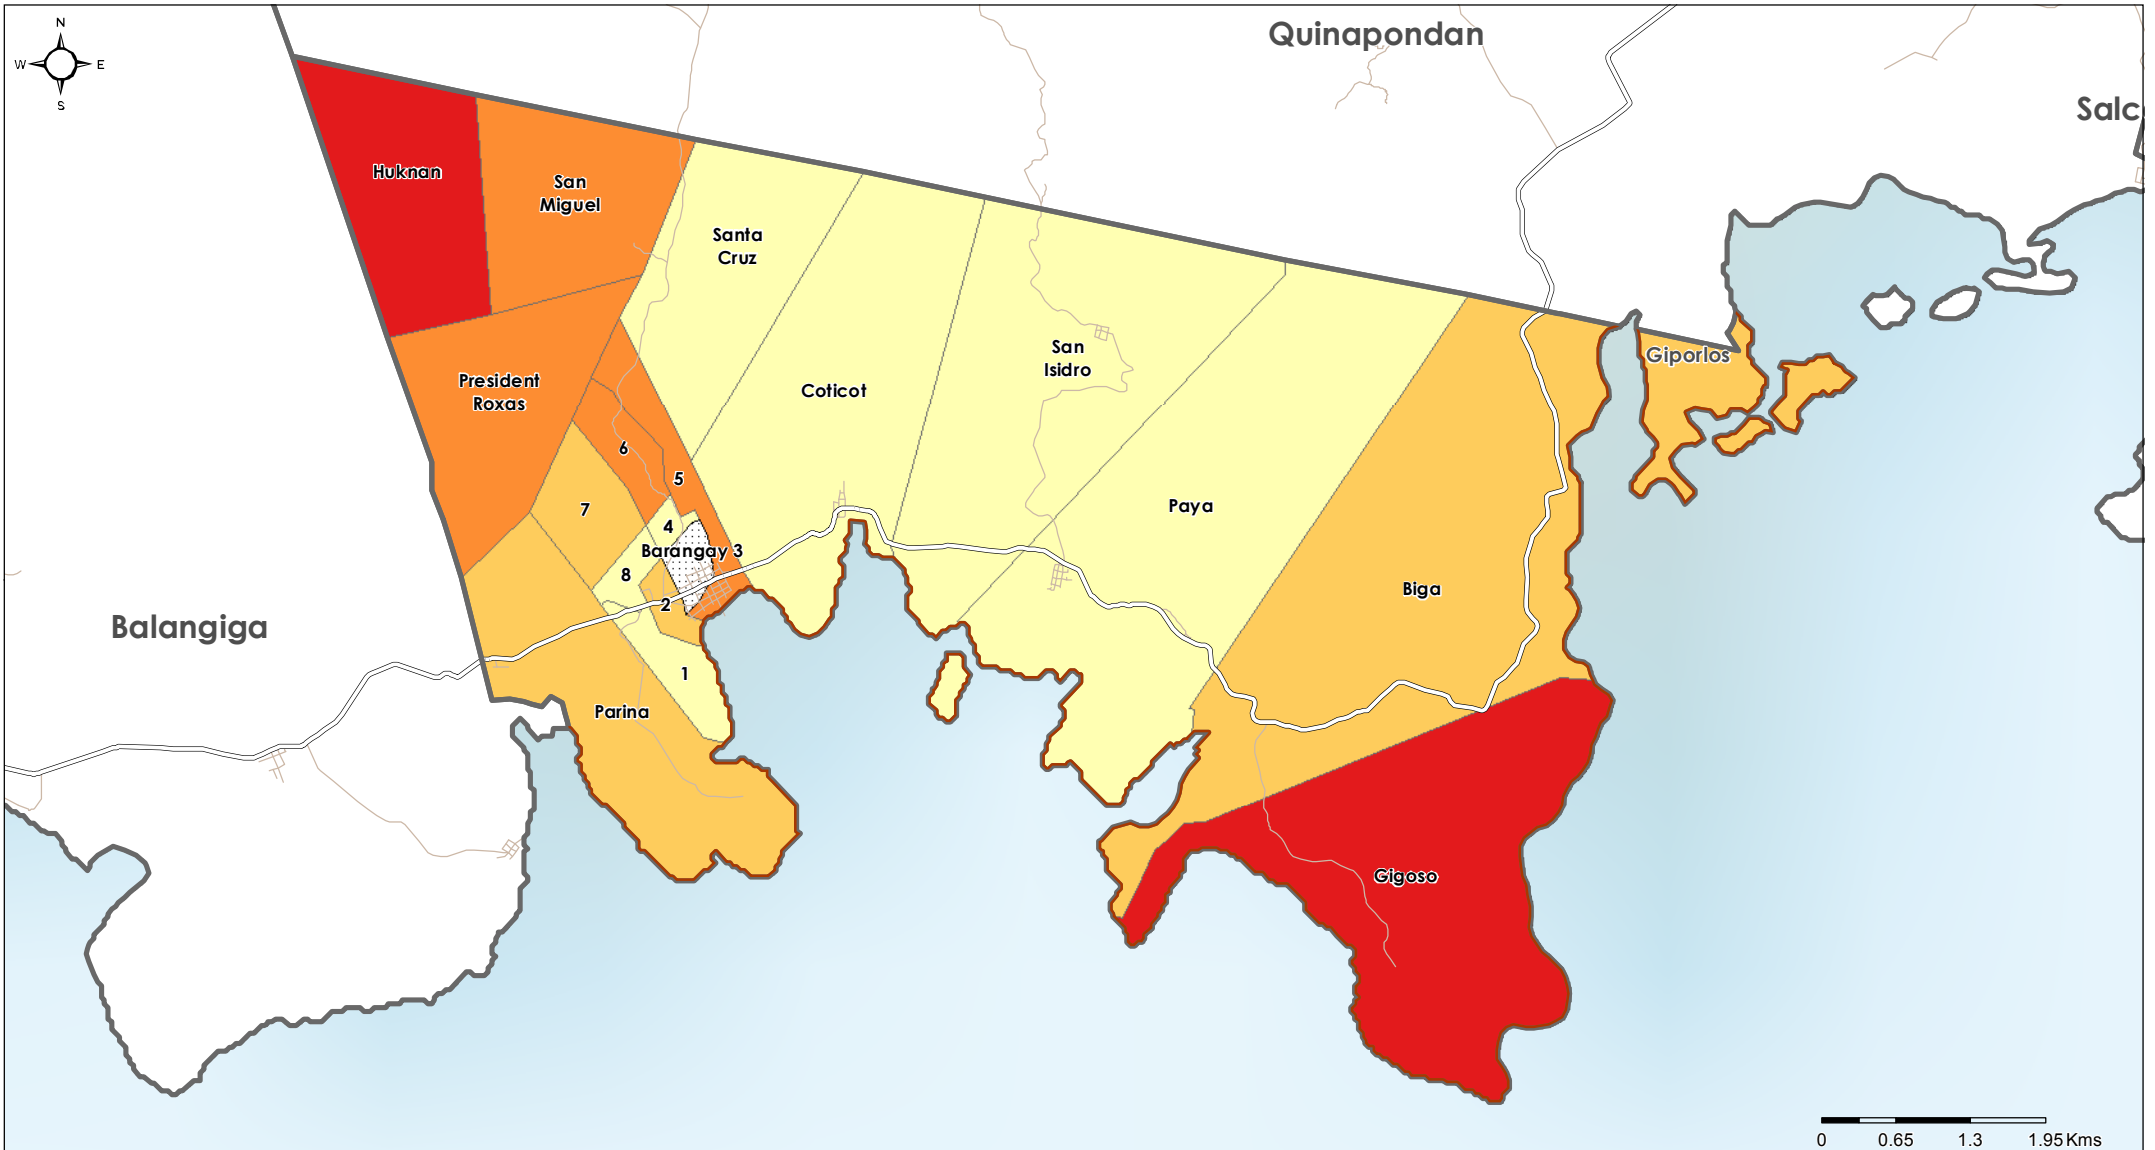 Quinapondan
N
W
E
S
Salc
Huknan
San
Miguel
Santa
Cruz
San
Isidro
Giporlos
President
Roxas
Coticot
6
5
7
Paya
4
Barangay 3
8
Biga
2
Balangiga
1
Parina
Gigoso
0 0.65 1.3 1.95 Kms